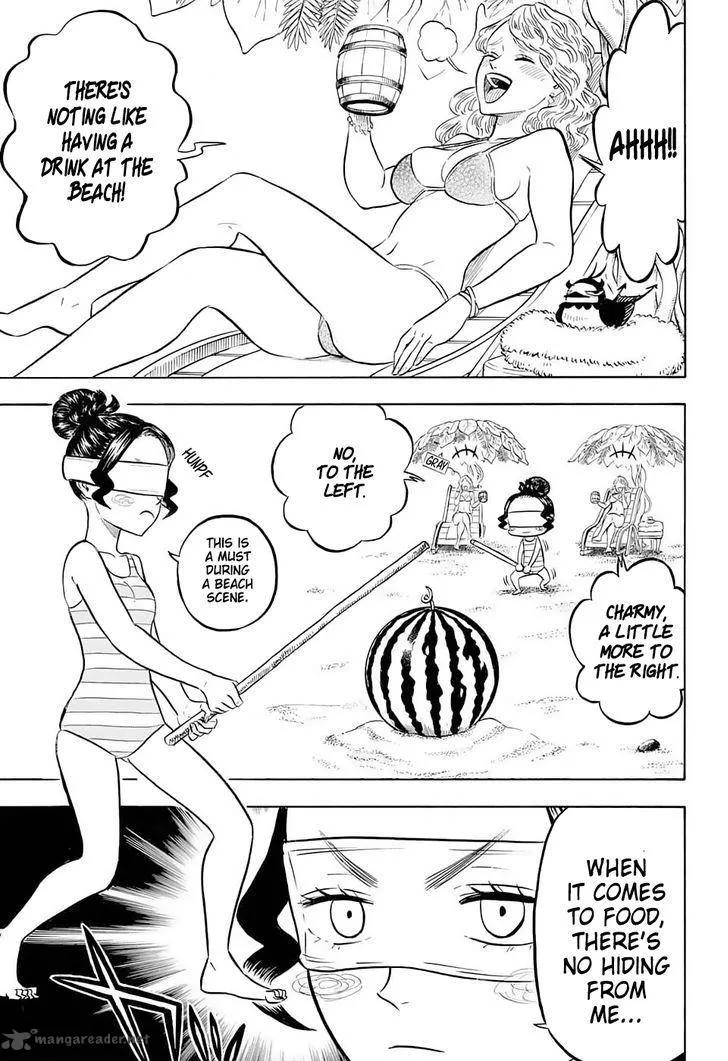 AHHH!!
THERE'S
NOTING LIKE
HAVING A
DRINK AT THE
BEACH!
CHARMY,
A LITTLE
MORE TO
THE RIGHT.
GRAY
NO,
TO THE
LEFT.
HUNPF
THIS IS
A MUST
DURING
A BEACH
SCENE.
WHEN
IT COMES
TO FOOD,
THERE'S
NO HIDING
FROM
ME...
mangareader.net